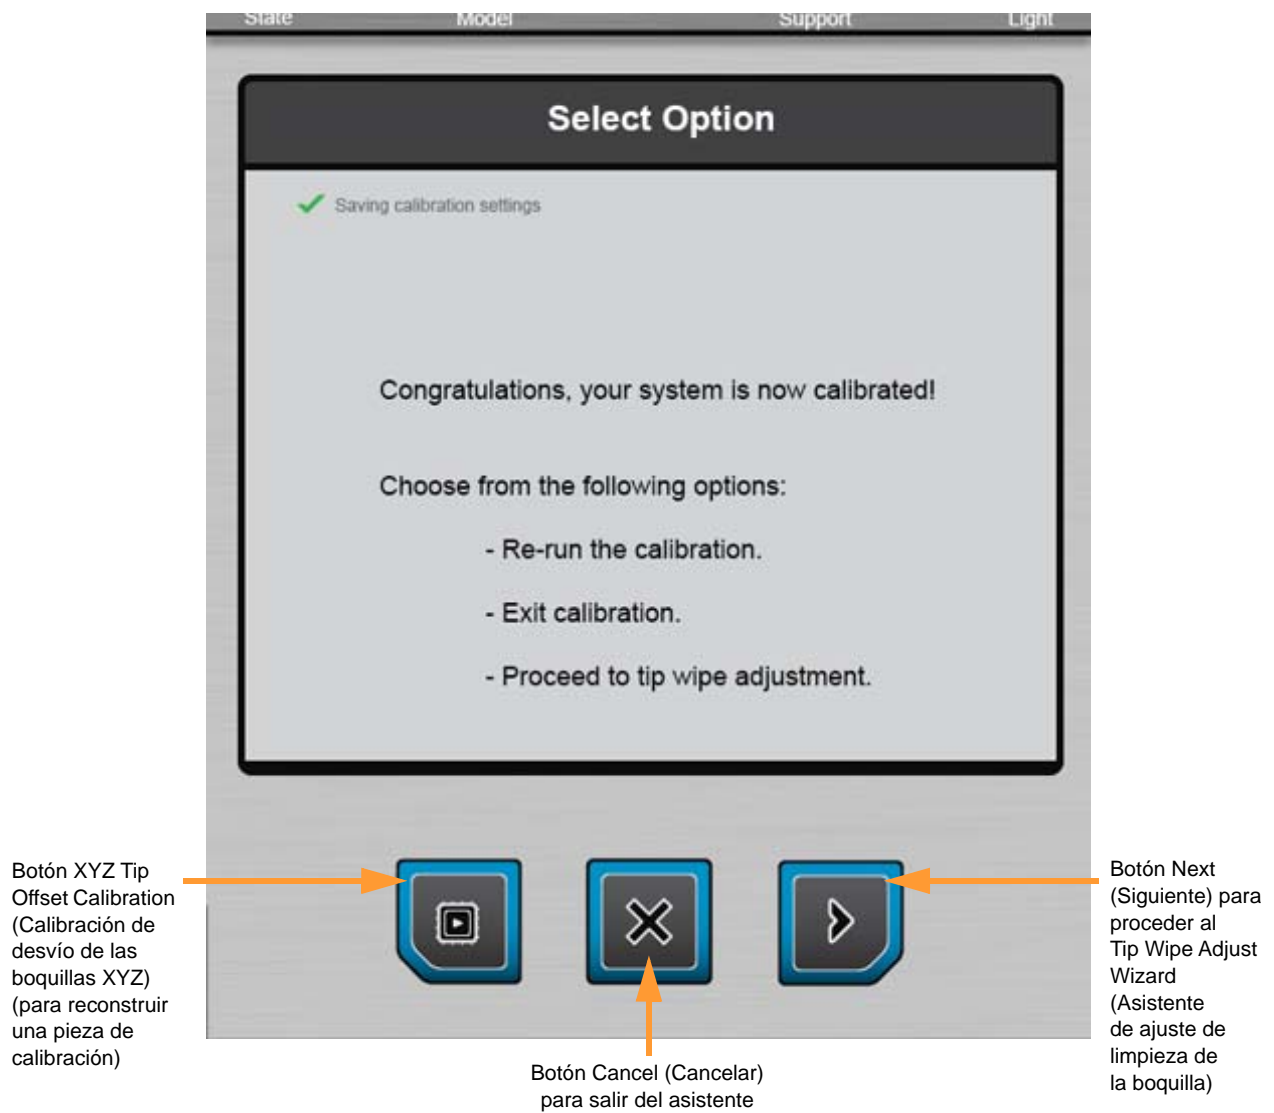 State Model Support Light
Select Option
Saving calibration settings
Congratulations, your system is now calibrated!
Choose from the following options:
- Re-run the calibration.
- Exit calibration.
- Proceed to tip wipe adjustment.
Botón XYZ Tip
Offset Calibration
(Calibración de
desvío de las
boquillas XYZ)
(para reconstruir
una pieza de
calibración)
Botón Cancel (Cancelar)
para salir del asistente
Botón Next
(Siguiente) para
proceder al
Tip Wipe Adjust
Wizard
(Asistente
de ajuste de
limpieza de
la boquilla)